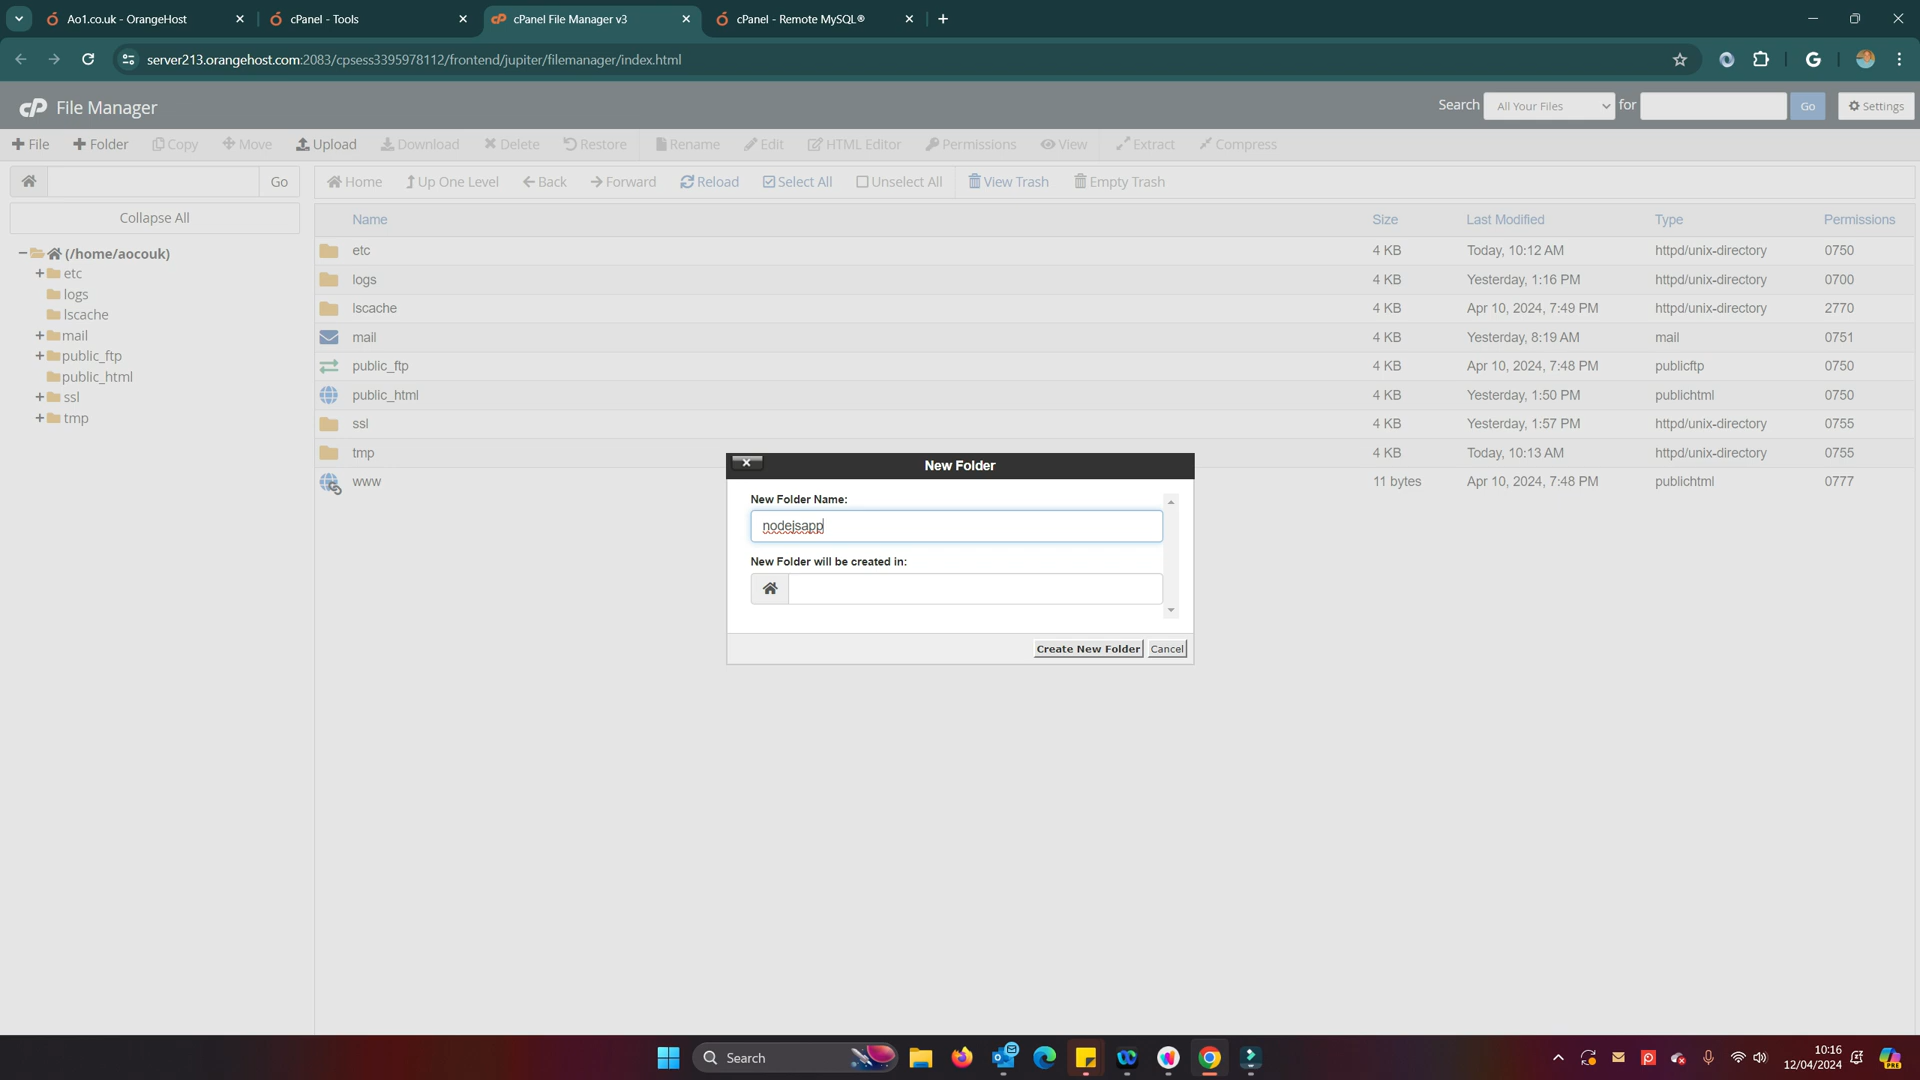 Ao1.co.uk - OrangeHost
cPanel - Tools
cPanel File Manager v3
cPanel - Remote MySQL®
server213.orangehost.com:2083/cpsess3395978112/frontend/jupiter/filemanager/index.html
cP File Manager
Search All Your Files for Go Settings
File Folder Copy Move Upload Download Delete Restore Rename Edit HTML Editor Permissions View Extract Compress
Go
Home Up One Level Back Forward Reload Select All Unselect All View Trash Empty Trash
Collapse All
(/home/aocouk)
etc
logs
lscache
mail
public_ftp
public_html
ssl
tmp
Name Size Last Modified Type Permissions
etc 4 KB Today, 10:12 AM httpd/unix-directory 0750
logs 4 KB Yesterday, 1:16 PM httpd/unix-directory 0700
lscache 4 KB Apr 10, 2024, 7:49 PM httpd/unix-directory 2770
mail 4 KB Yesterday, 8:19 AM mail 0751
public_ftp 4 KB Apr 10, 2024, 7:48 PM publicftp 0750
public_html 4 KB Yesterday, 1:50 PM publichtml 0750
ssl 4 KB Yesterday, 1:57 PM httpd/unix-directory 0755
tmp 4 KB Today, 10:13 AM httpd/unix-directory 0755
www 11 bytes Apr 10, 2024, 7:48 PM publichtml 0777
New Folder
New Folder Name:
nodejsapp
New Folder will be created in:
Create New Folder Cancel
Search
10:16
12/04/2024